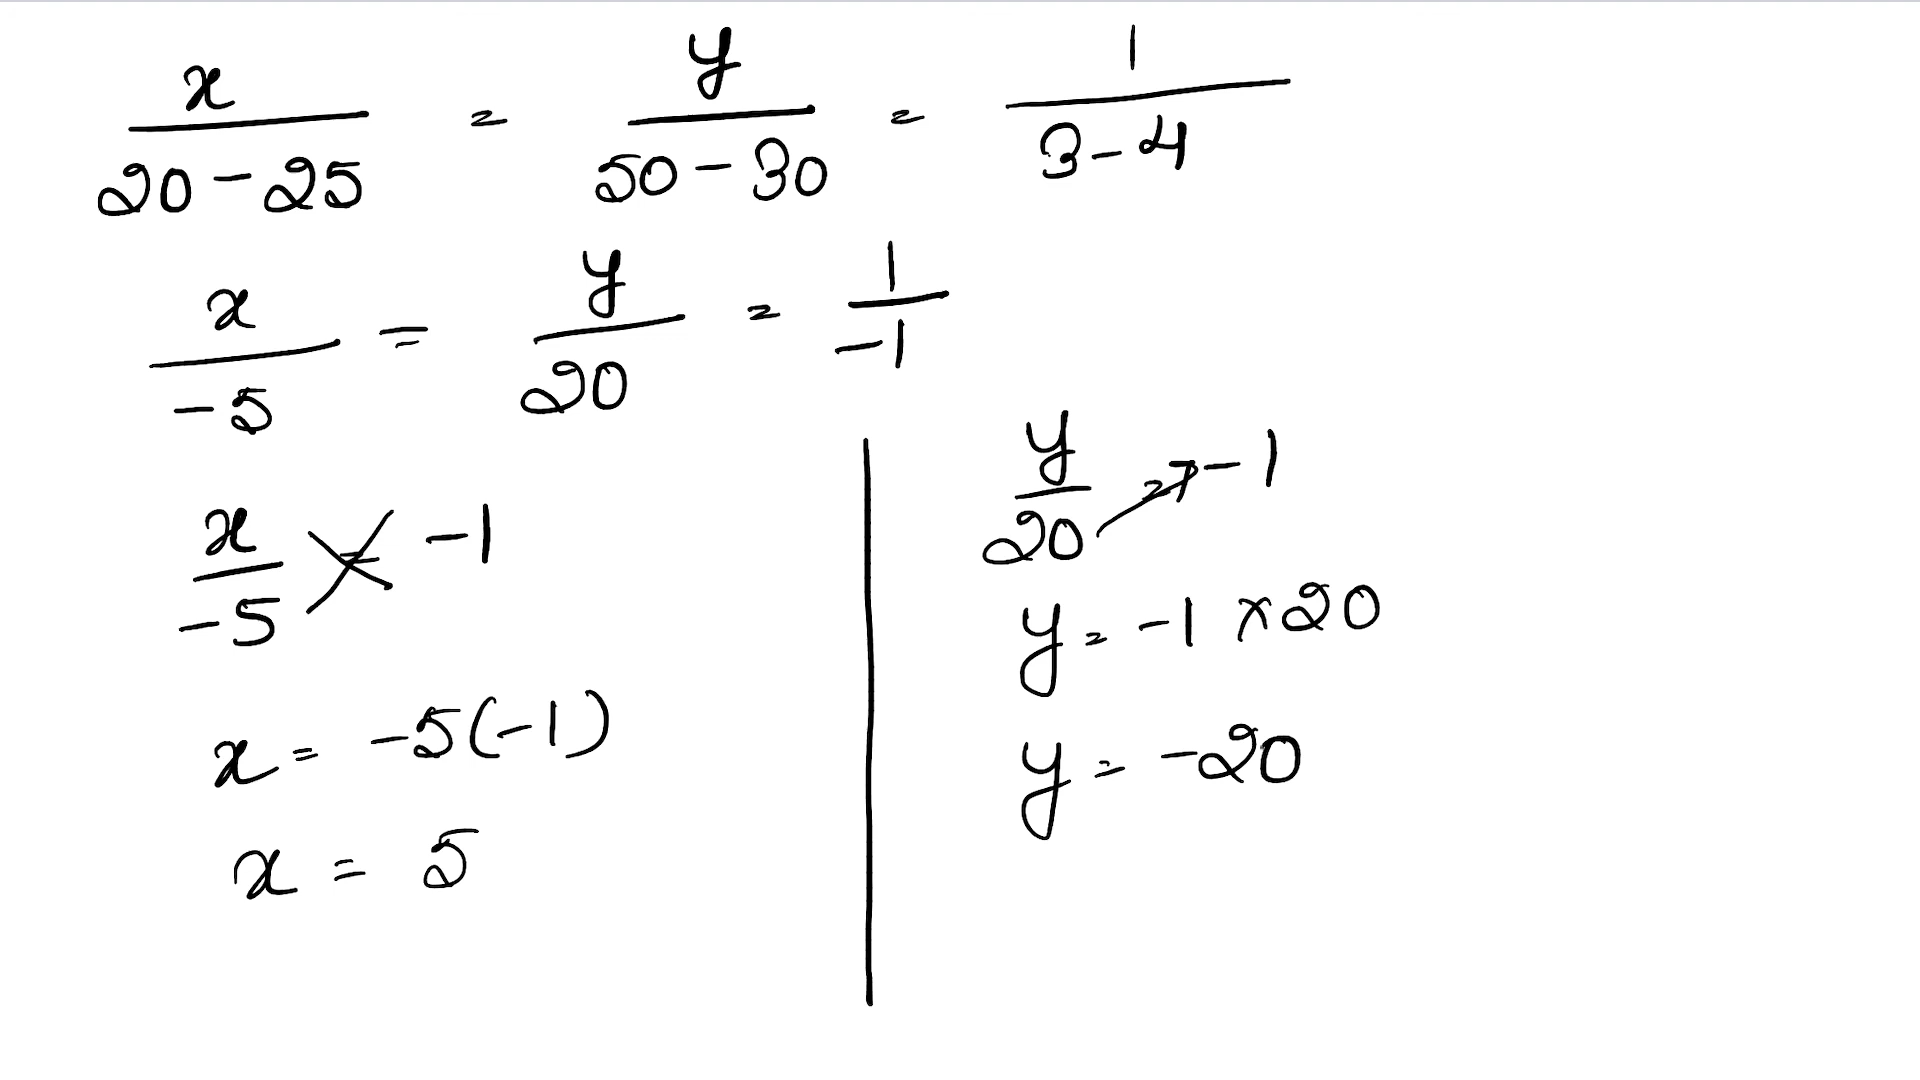 x/(20-25) = y/(50-30) = 1/(3-4)
x/-5 = y/20 = 1/-1
x/-5 = -1
x = -5(-1)
x = 5
y/20 = -1
y = -1 × 20
y = -20